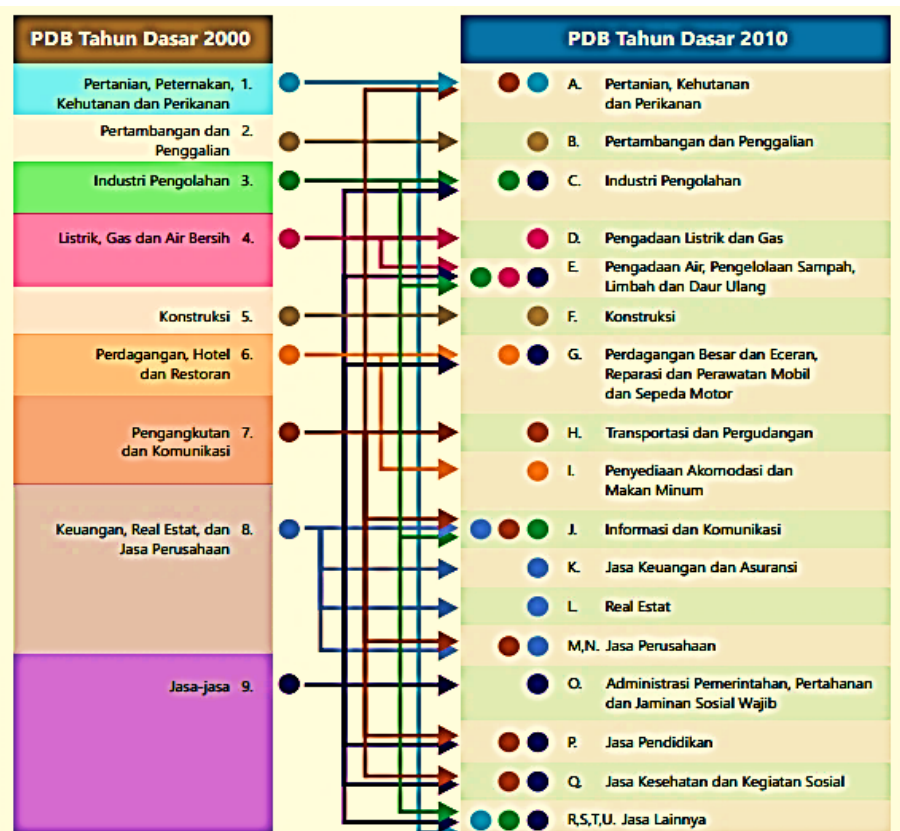 PDB Tahun Dasar 2000
Pertanian, Peternakan, 1.
Kehutanan dan Perikanan
Pertambangan dan 2.
Penggalian
Industri Pengolahan 3.
Listrik, Gas dan Air Bersih 4.
Konstruksi 5.
Perdagangan, Hotel 6.
dan Restoran
Pengangkutan 7.
dan Komunikasi
Keuangan, Real Estat, dan 8.
Jasa Perusahaan
Jasa-jasa 9.
PDB Tahun Dasar 2010
A. Pertanian, Kehutanan
dan Perikanan
B. Pertambangan dan Penggalian
C. Industri Pengolahan
D. Pengadaan Listrik dan Gas
E. Pengadaan Air, Pengelolaan Sampah,
Limbah dan Daur Ulang
F. Konstruksi
G. Perdagangan Besar dan Eceran,
Reparasi dan Perawatan Mobil
dan Sepeda Motor
H. Transportasi dan Pergudangan
I. Penyediaan Akomodasi dan
Makan Minum
J. Informasi dan Komunikasi
K. Jasa Keuangan dan Asuransi
L. Real Estat
M,N. Jasa Perusahaan
O. Administrasi Pemerintahan, Pertahanan
dan Jaminan Sosial Wajib
P. Jasa Pendidikan
Q. Jasa Kesehatan dan Kegiatan Sosial
R,S,T,U. Jasa Lainnya